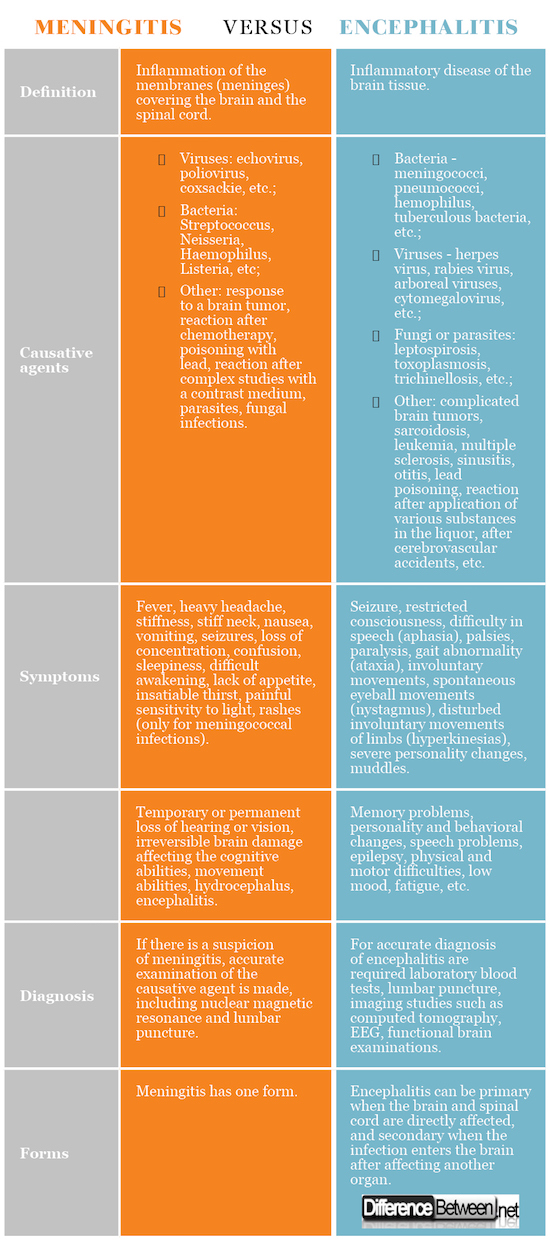 MENINGITIS VERSUS ENCEPHALITIS
Definition
Inflammation of the
membranes (meninges)
covering the brain and the
spinal cord.
Inflammatory disease of the
brain tissue.
Causative
agents
Viruses: echovirus,
poliovirus,
coxsackie, etc.;
Bacteria:
Streptococcus,
Neisseria,
Haemophilus,
Listeria, etc;
Other: response
to a brain tumor,
reaction after
chemotherapy,
poisoning with
lead, reaction after
complex studies with
a contrast medium,
parasites, fungal
infections.
Bacteria -
meningococci,
pneumococci,
hemophilus,
tuberculous bacteria,
etc.;
Viruses - herpes
virus, rabies virus,
arboreal viruses,
cytomegalovirus,
etc.;
Fungi or parasites:
leptospirosis,
toxoplasmosis,
trichinellosis, etc.;
Other: complicated
brain tumors,
sarcoidosis,
leukemia, multiple
sclerosis, sinusitis,
otitis, lead
poisoning, reaction
after application of
various substances
in the liquor, after
cerebrovascular
accidents, etc.
Symptoms
Fever, heavy headache,
stiffness, stiff neck, nausea,
vomiting, seizures, loss of
concentration, confusion,
sleepiness, difficult
awakening, lack of appetite,
insatiable thirst, painful
sensitivity to light, rashes
(only for meningococcal
infections).
Seizure, restricted
consciousness, difficulty in
speech (aphasia), palsies,
paralysis, gait abnormality
(ataxia), involuntary
movements, spontaneous
eyeball movements
(nystagmus), disturbed
involuntary movements
of limbs (hyperkinesias),
severe personality changes,
muddles.
Temporary or permanent
loss of hearing or vision,
irreversible brain damage
affecting the cognitive
abilities, movement
abilities, hydrocephalus,
encephalitis.
Memory problems,
personality and behavioral
changes, speech problems,
epilepsy, physical and
motor difficulties, low
mood, fatigue, etc.
Diagnosis
If there is a suspicion
of meningitis, accurate
examination of the
causative agent is made,
including nuclear magnetic
resonance and lumbar
puncture.
For accurate diagnosis
of encephalitis are
required laboratory blood
tests, lumbar puncture,
imaging studies such as
computed tomography,
EEG, functional brain
examinations.
Forms
Meningitis has one form.
Encephalitis can be primary
when the brain and spinal
cord are directly affected,
and secondary when the
infection enters the brain
after affecting another
organ.
DifferenceBetween.net